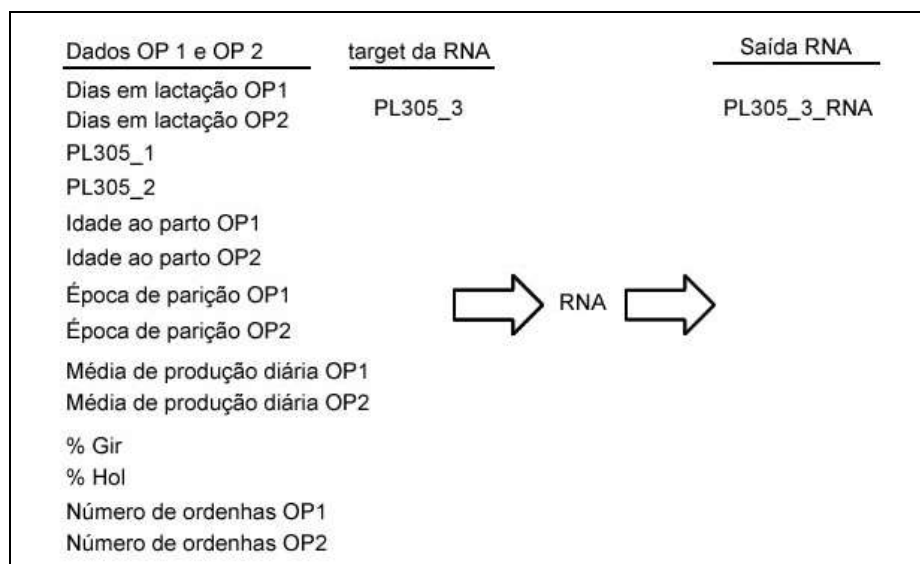 Dados OP 1 e OP 2
target da RNA
Saída RNA
Dias em lactação OP1
Dias em lactação OP2
PL305_3
PL305_3_RNA
PL305_1
PL305_2
Idade ao parto OP1
Idade ao parto OP2
Época de parição OP1
Época de parição OP2
RNA
Média de produção diária OP1
Média de produção diária OP2
% Gir
% Hol
Número de ordenhas OP1
Número de ordenhas OP2